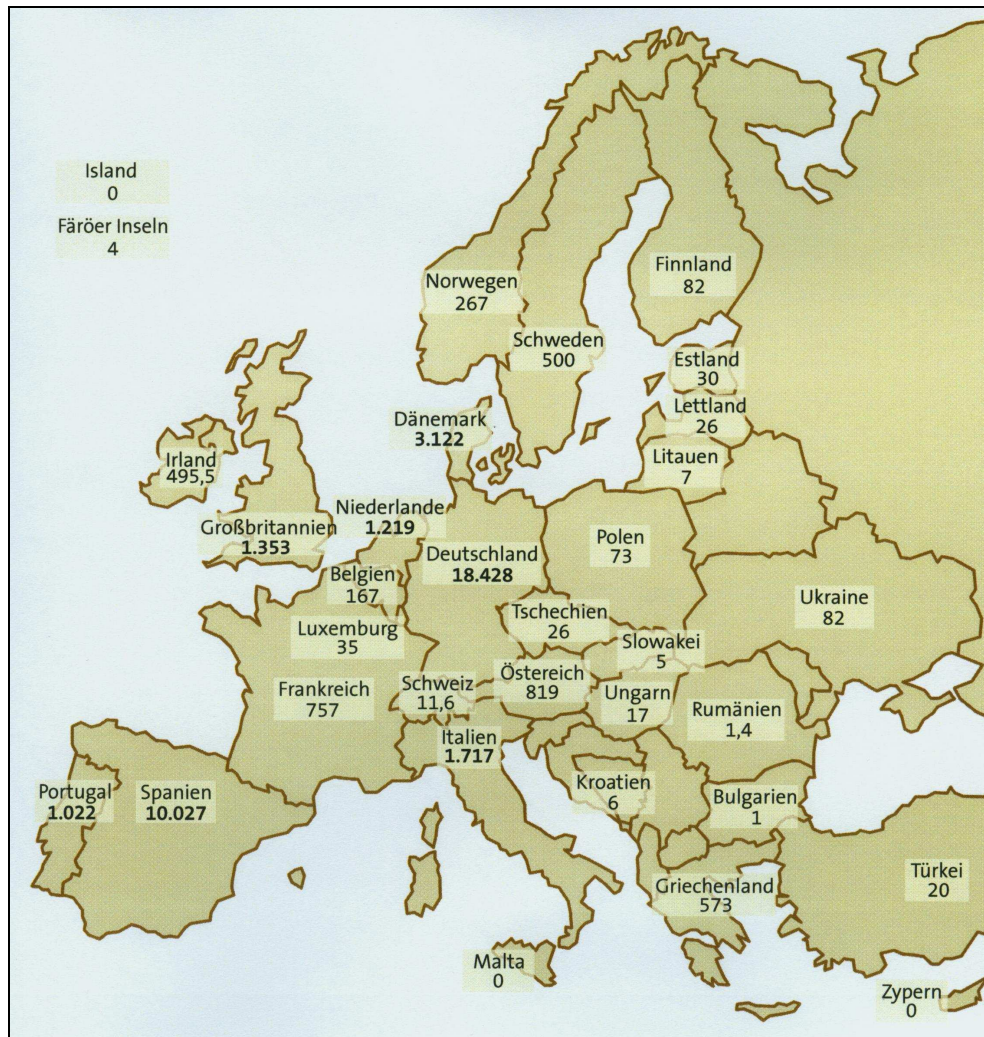 Island
0
Färöer Inseln
4
Norwegen
267
Finnland
82
Schweden
500
Estland
30
Lettland
26
Dänemark
3.122
Litauen
7
Irland
495,5
Niederlande
1.219
Großbritannien
1.353
Deutschland
18.428
Polen
73
Belgien
167
Ukraine
82
Tschechien
26
Luxemburg
35
Slowakei
5
Österreich
819
Schweiz
11,6
Frankreich
757
Ungarn
17
Rumänien
1,4
Italien
1.717
Kroatien
6
Portugal
1.022
Spanien
10.027
Bulgarien
1
Türkei
20
Griechenland
573
Malta
0
Zypern
0